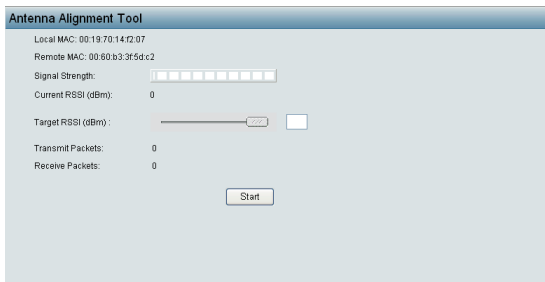 Antenna Alignment Tool
Local MAC: 00:19:70:14:f2:07
Remote MAC: 00:60:b3:3f:5d:c2
Signal Strength:
Current RSSI (dBm): 0
Target RSSI (dBm) :
Transmit Packets: 0
Receive Packets: 0
Start